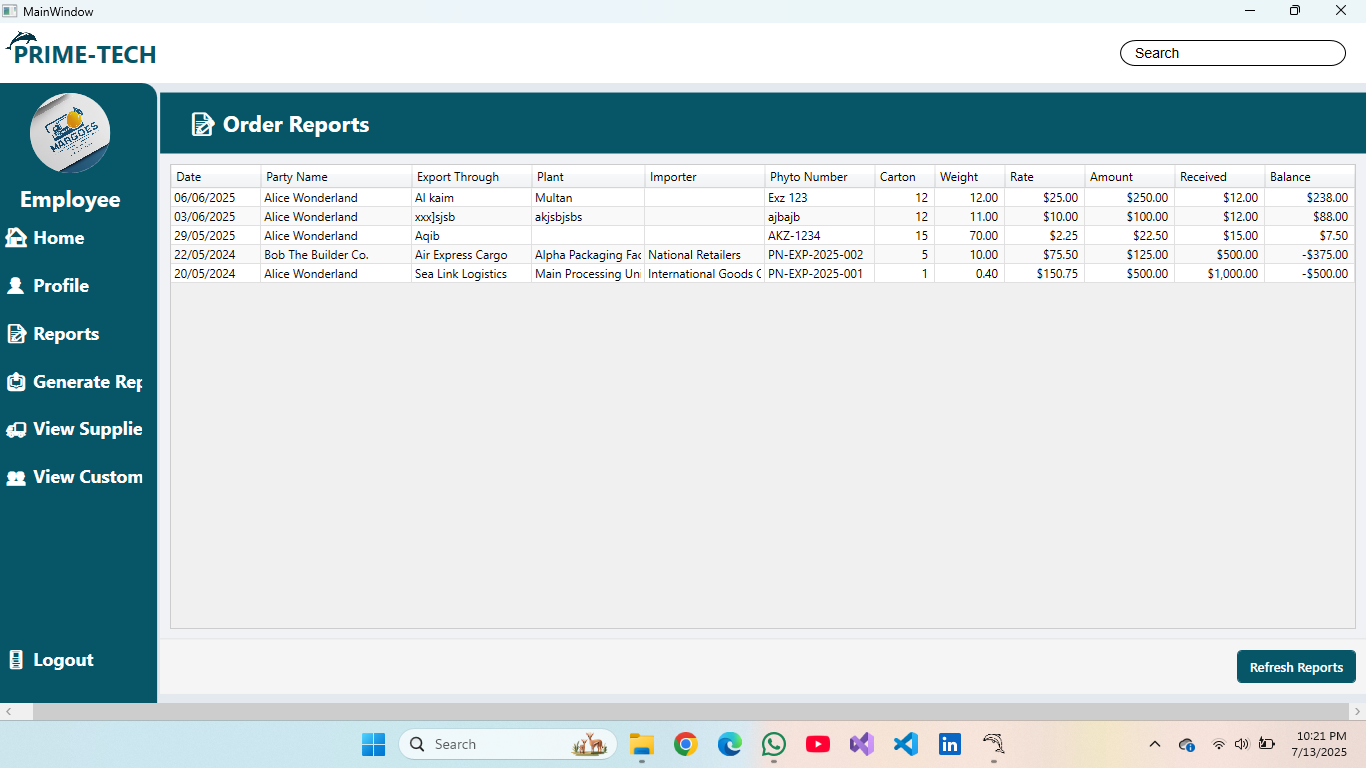 MainWindow
PRIME-TECH
Search
MARGOES
Employee
Home
Profile
Reports
Generate Rep
View Supplie
View Custom
Logout
Order Reports
Date Party Name Export Through Plant Importer Phyto Number Carton Weight Rate Amount Received Balance
06/06/2025 Alice Wonderland Al kaim Multan Exz 123 12 12.00 $25.00 $250.00 $12.00 $238.00
03/06/2025 Alice Wonderland xxx]sjsb akjsbjsbs ajbajb 12 11.00 $10.00 $100.00 $12.00 $88.00
29/05/2025 Alice Wonderland Aqib AKZ-1234 15 70.00 $2.25 $22.50 $15.00 $7.50
22/05/2024 Bob The Builder Co. Air Express Cargo Alpha Packaging Fac National Retailers PN-EXP-2025-002 5 10.00 $75.50 $125.00 $500.00 -$375.00
20/05/2024 Alice Wonderland Sea Link Logistics Main Processing Uni International Goods C PN-EXP-2025-001 1 0.40 $150.75 $500.00 $1,000.00 -$500.00
Refresh Reports
Search
10:21 PM
7/13/2025